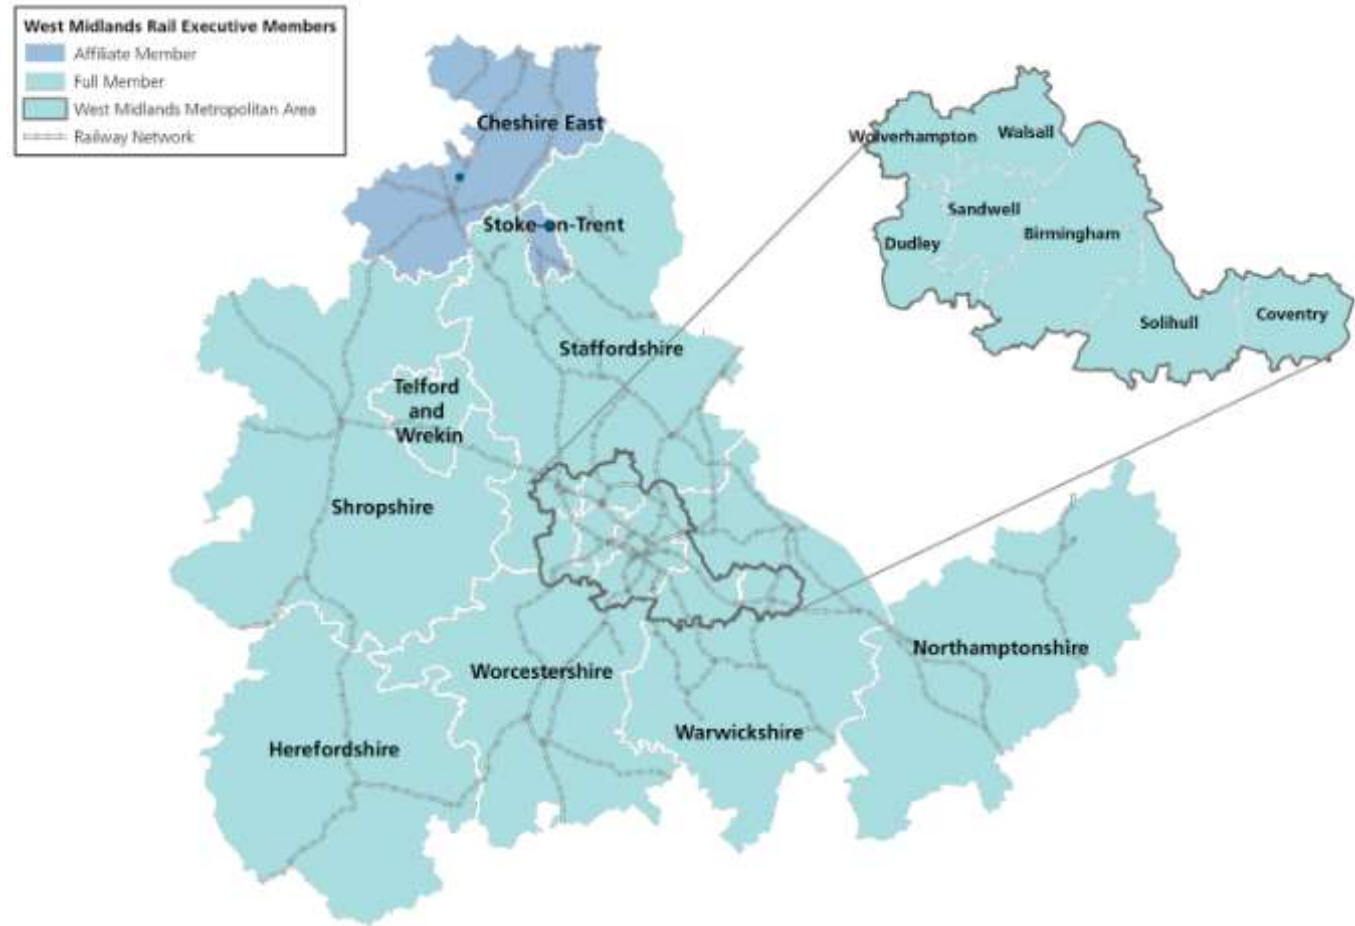 West Midlands Rail Executive Members
Affiliate Member
Full Member
West Midlands Metropolitan Area
Railway Network
Cheshire East
Stoke-on-Trent
Staffordshire
Telford
and
Wrekin
Shropshire
Worcestershire
Herefordshire
Warwickshire
Northamptonshire
Wolverhampton
Walsall
Sandwell
Birmingham
Dudley
Solihull
Coventry